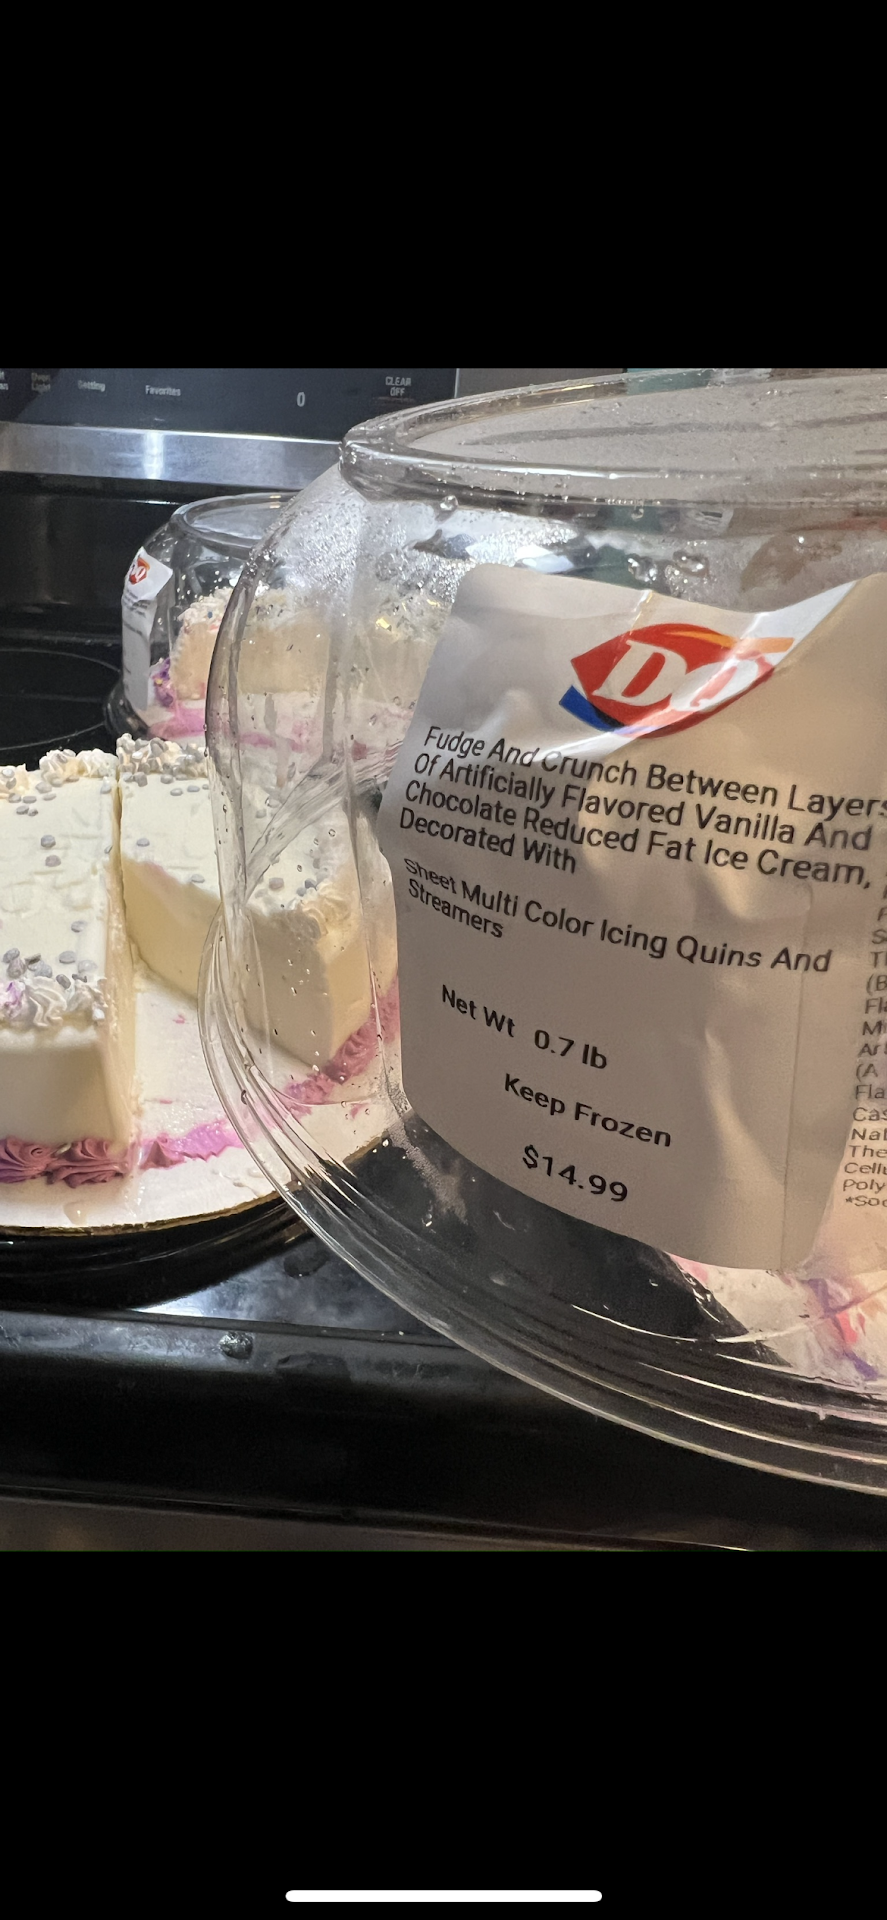 Favorites
0
CLEAR
OFF
DQ
Fudge And Crunch Between Layers
Of Artificially Flavored Vanilla And
Chocolate Reduced Fat Ice Cream,
Decorated With
Sheet Multi Color Icing Quins And
Streamers
Net Wt 0.7 lb
Keep Frozen
$14.99